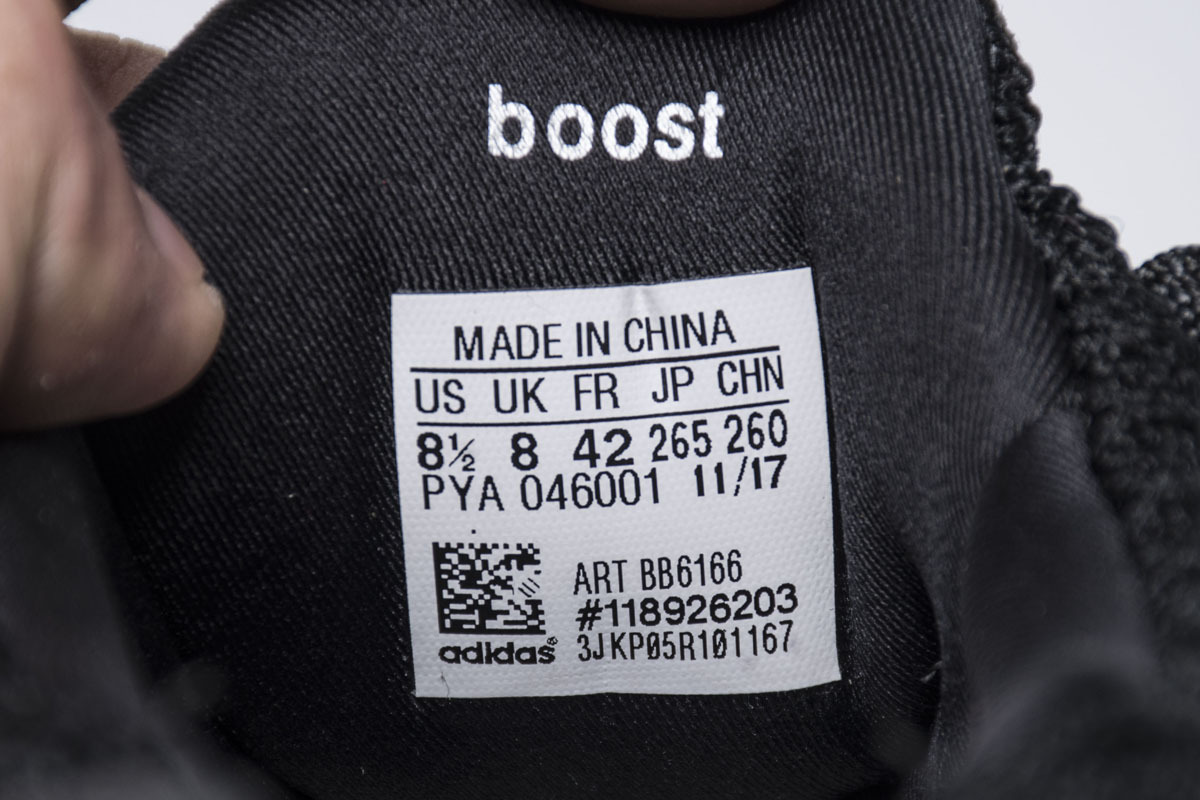 boost
MADE IN CHINA
US UK FR JP CHN
8½ 8 42 265 260
PYA 046001 11/17
ART BB6166
#118926203
adidas® 3JKP05R101167